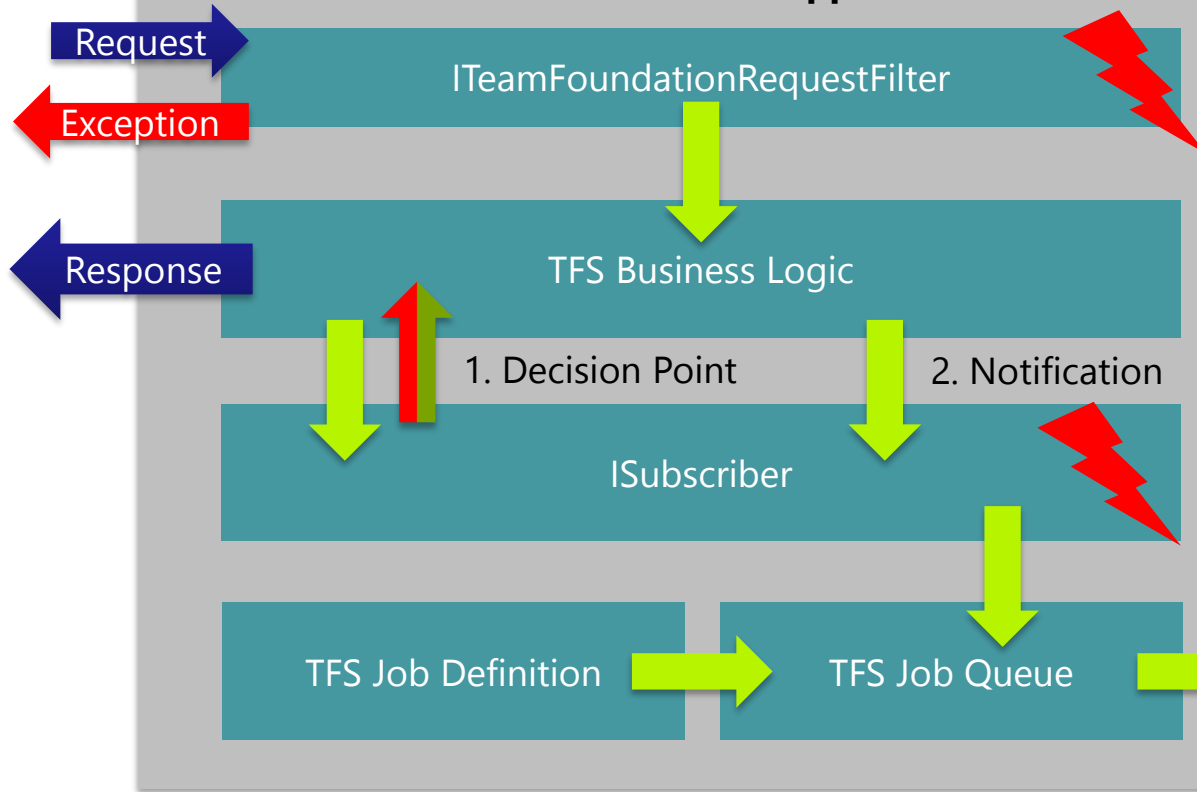 Request
ITeamFoundationRequestFilter
Exception
Response
TFS Business Logic
1. Decision Point
2. Notification
ISubscriber
TFS Job Definition
TFS Job Queue